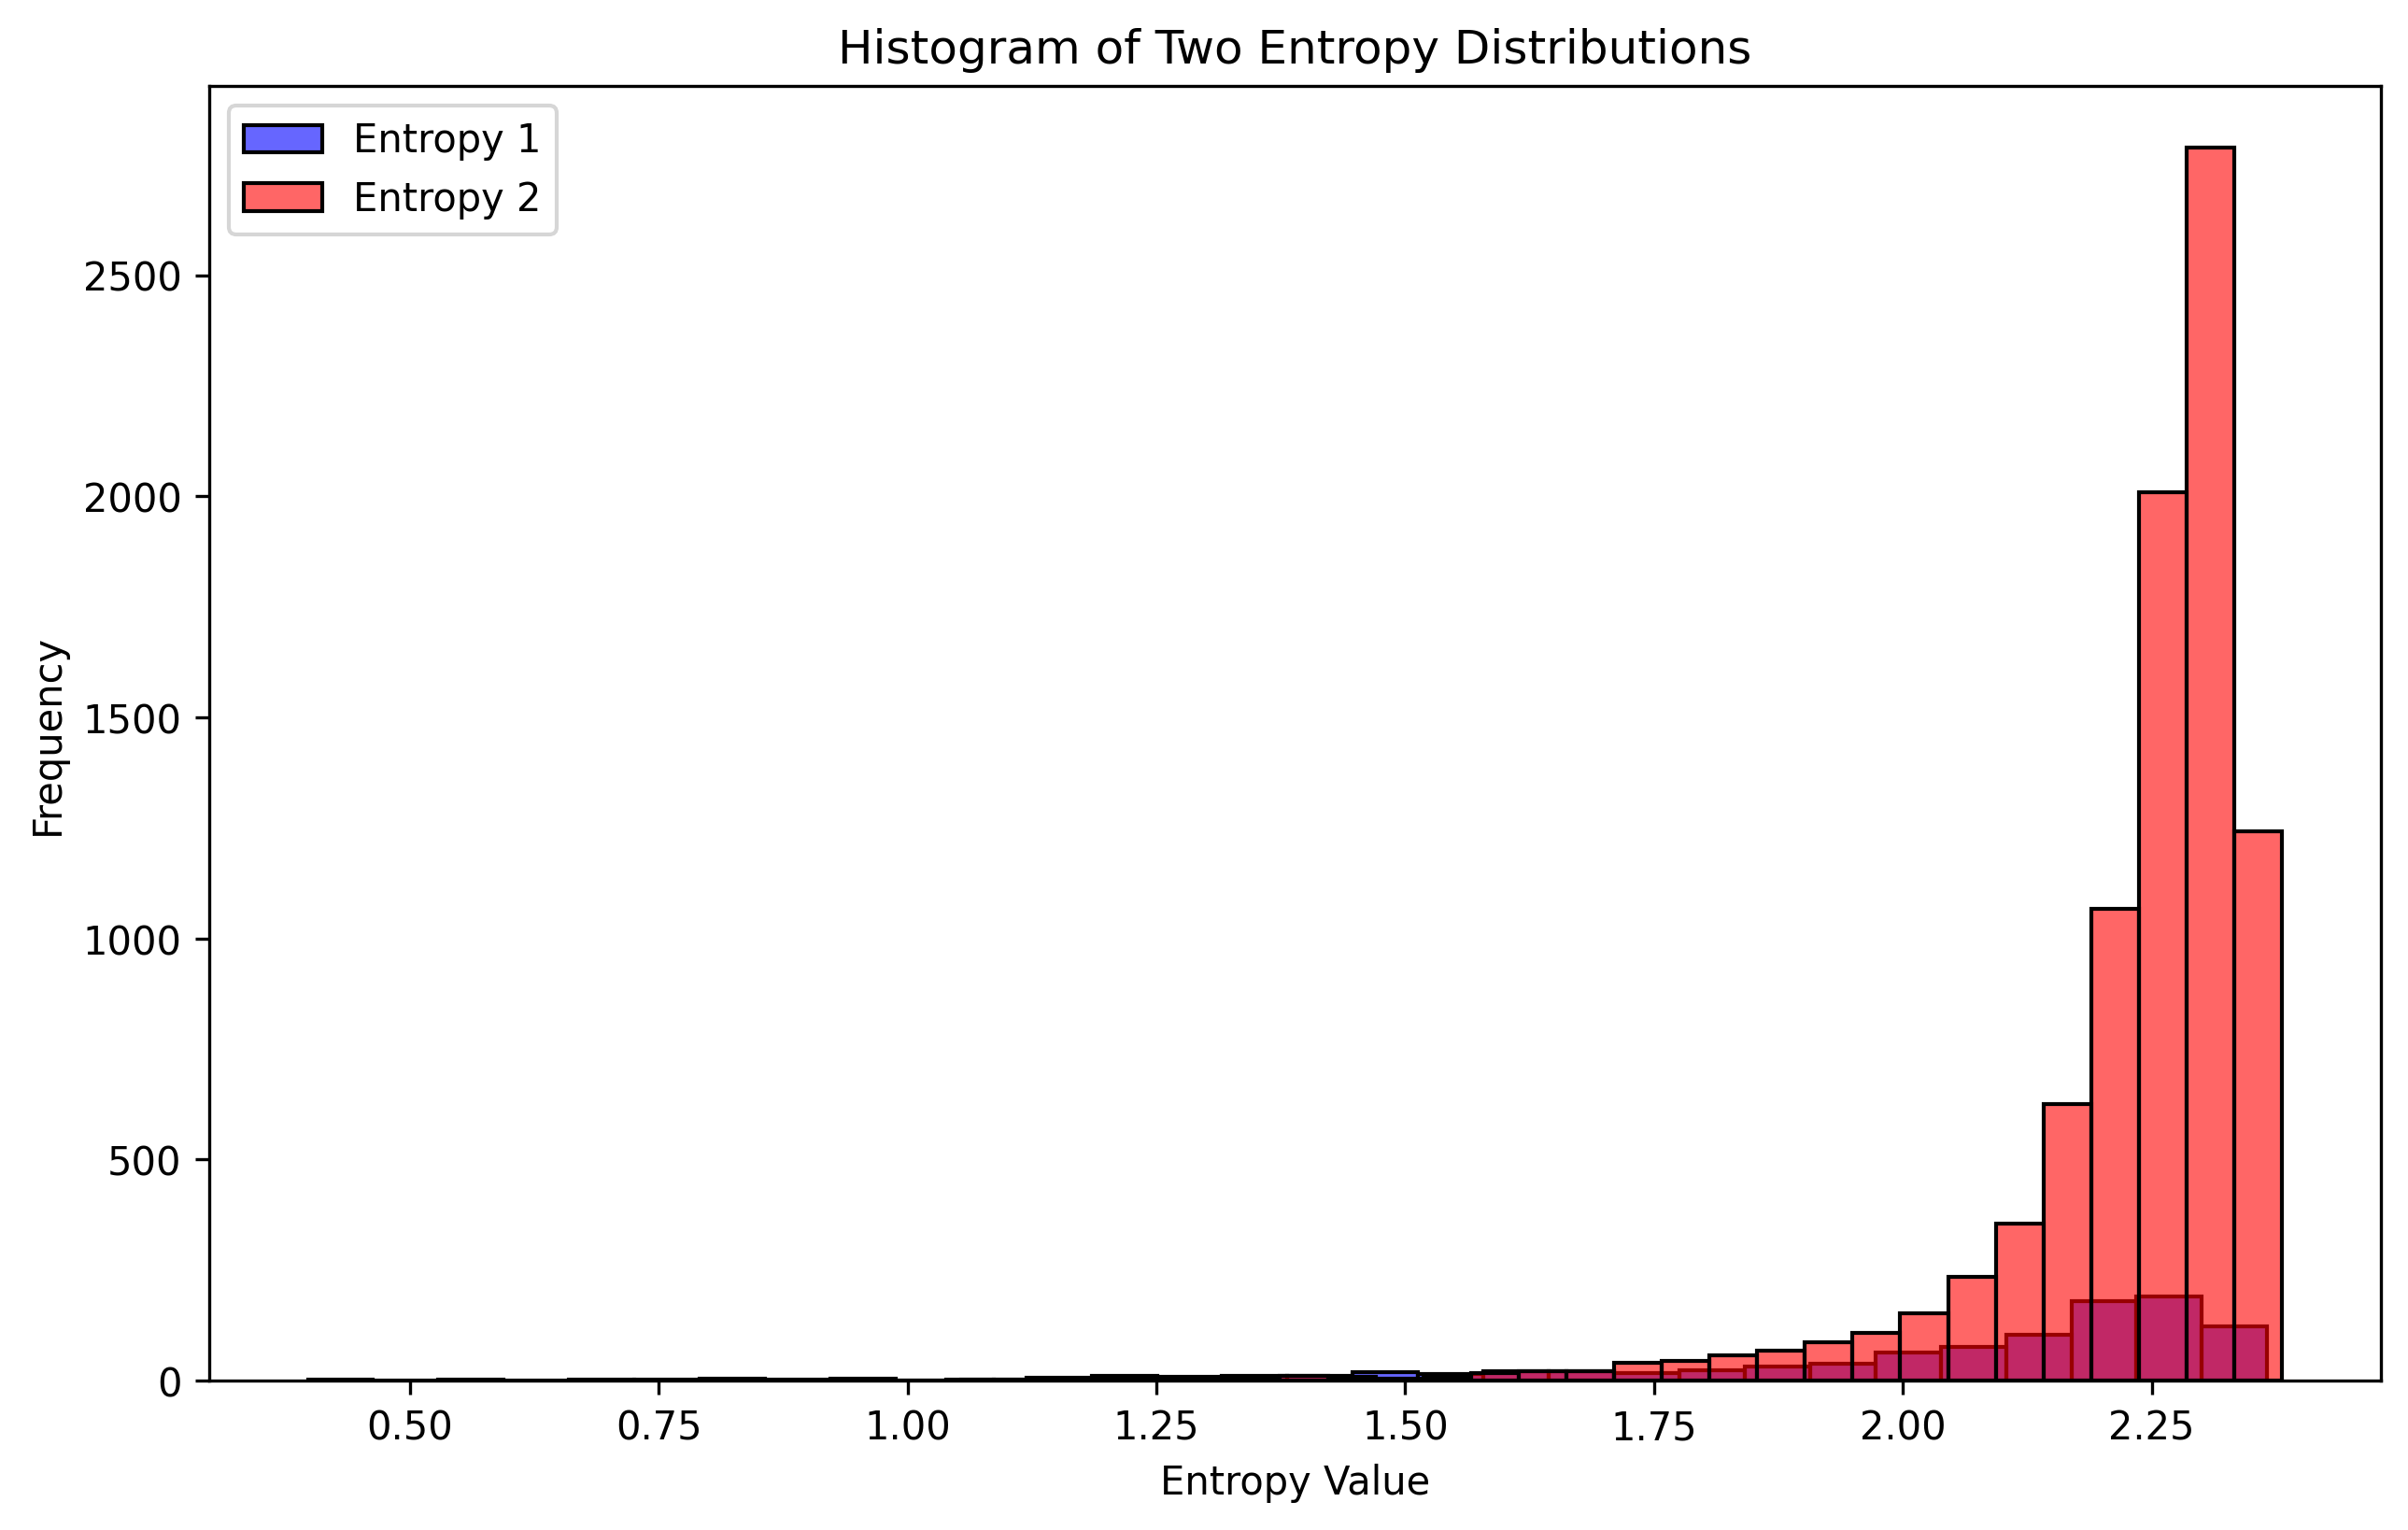 Histogram of Two Entropy Distributions
Entropy 1
Entropy 2
Frequency
2500
2000
1500
1000
500
0
0.50 0.75 1.00 1.25 1.50 1.75 2.00 2.25
Entropy Value